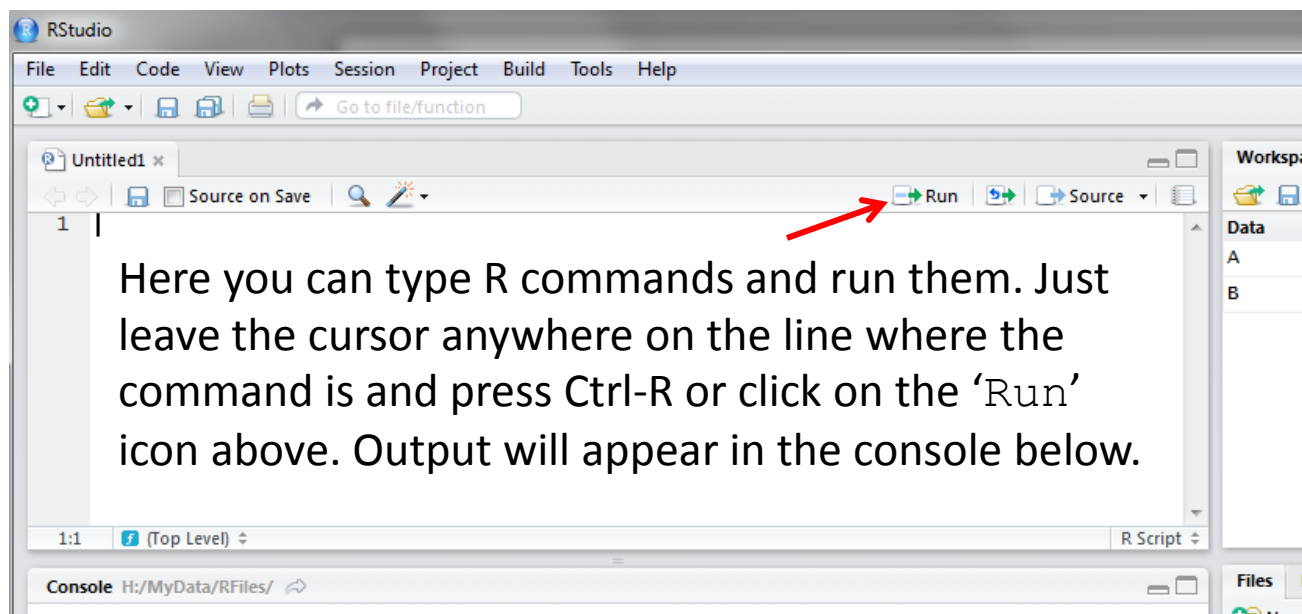 RStudio
File Edit Code View Plots Session Project Build Tools Help
Go to file/function
Untitled1
Source on Save Run Source
1
Here you can type R commands and run them. Just
leave the cursor anywhere on the line where the
command is and press Ctrl-R or click on the ‘Run’
icon above. Output will appear in the console below.
1:1 (Top Level) R Script
Console H:/MyData/RFiles/
Data
A
B
Files